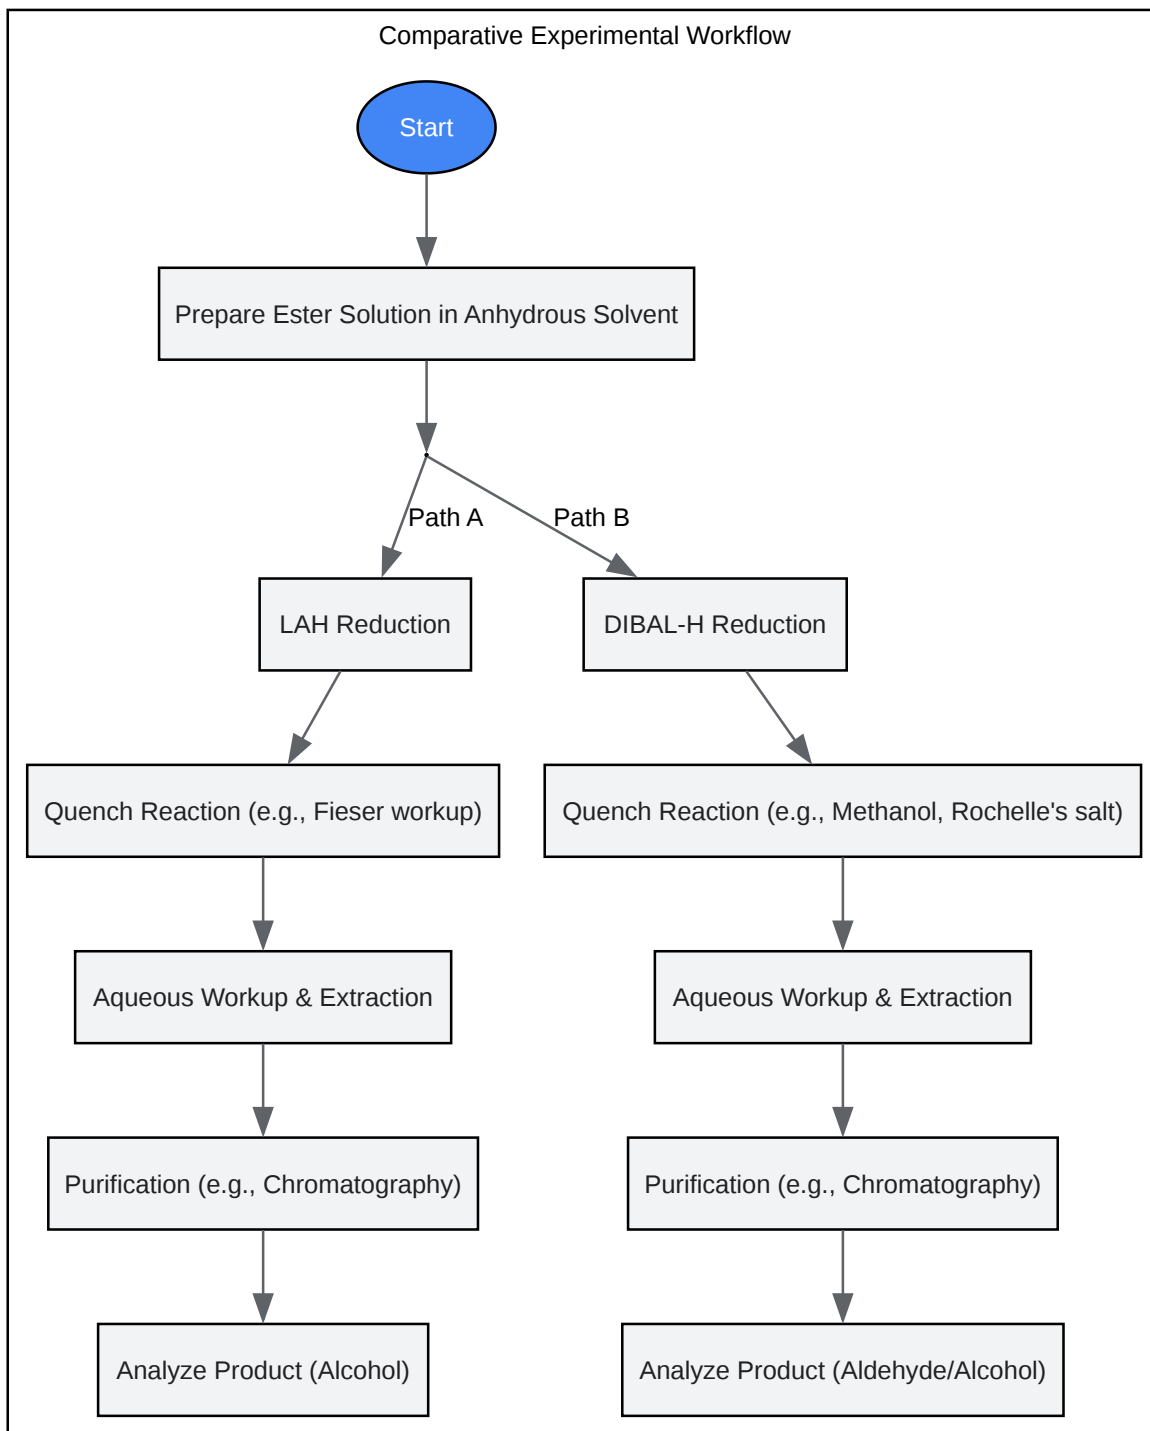 Comparative Experimental Workflow
Start
Prepare Ester Solution in Anhydrous Solvent
Path A
Path B
LAH Reduction
DIBAL-H Reduction
Quench Reaction (e.g., Fieser workup)
Quench Reaction (e.g., Methanol, Rochelle's salt)
Aqueous Workup & Extraction
Aqueous Workup & Extraction
Purification (e.g., Chromatography)
Purification (e.g., Chromatography)
Analyze Product (Alcohol)
Analyze Product (Aldehyde/Alcohol)